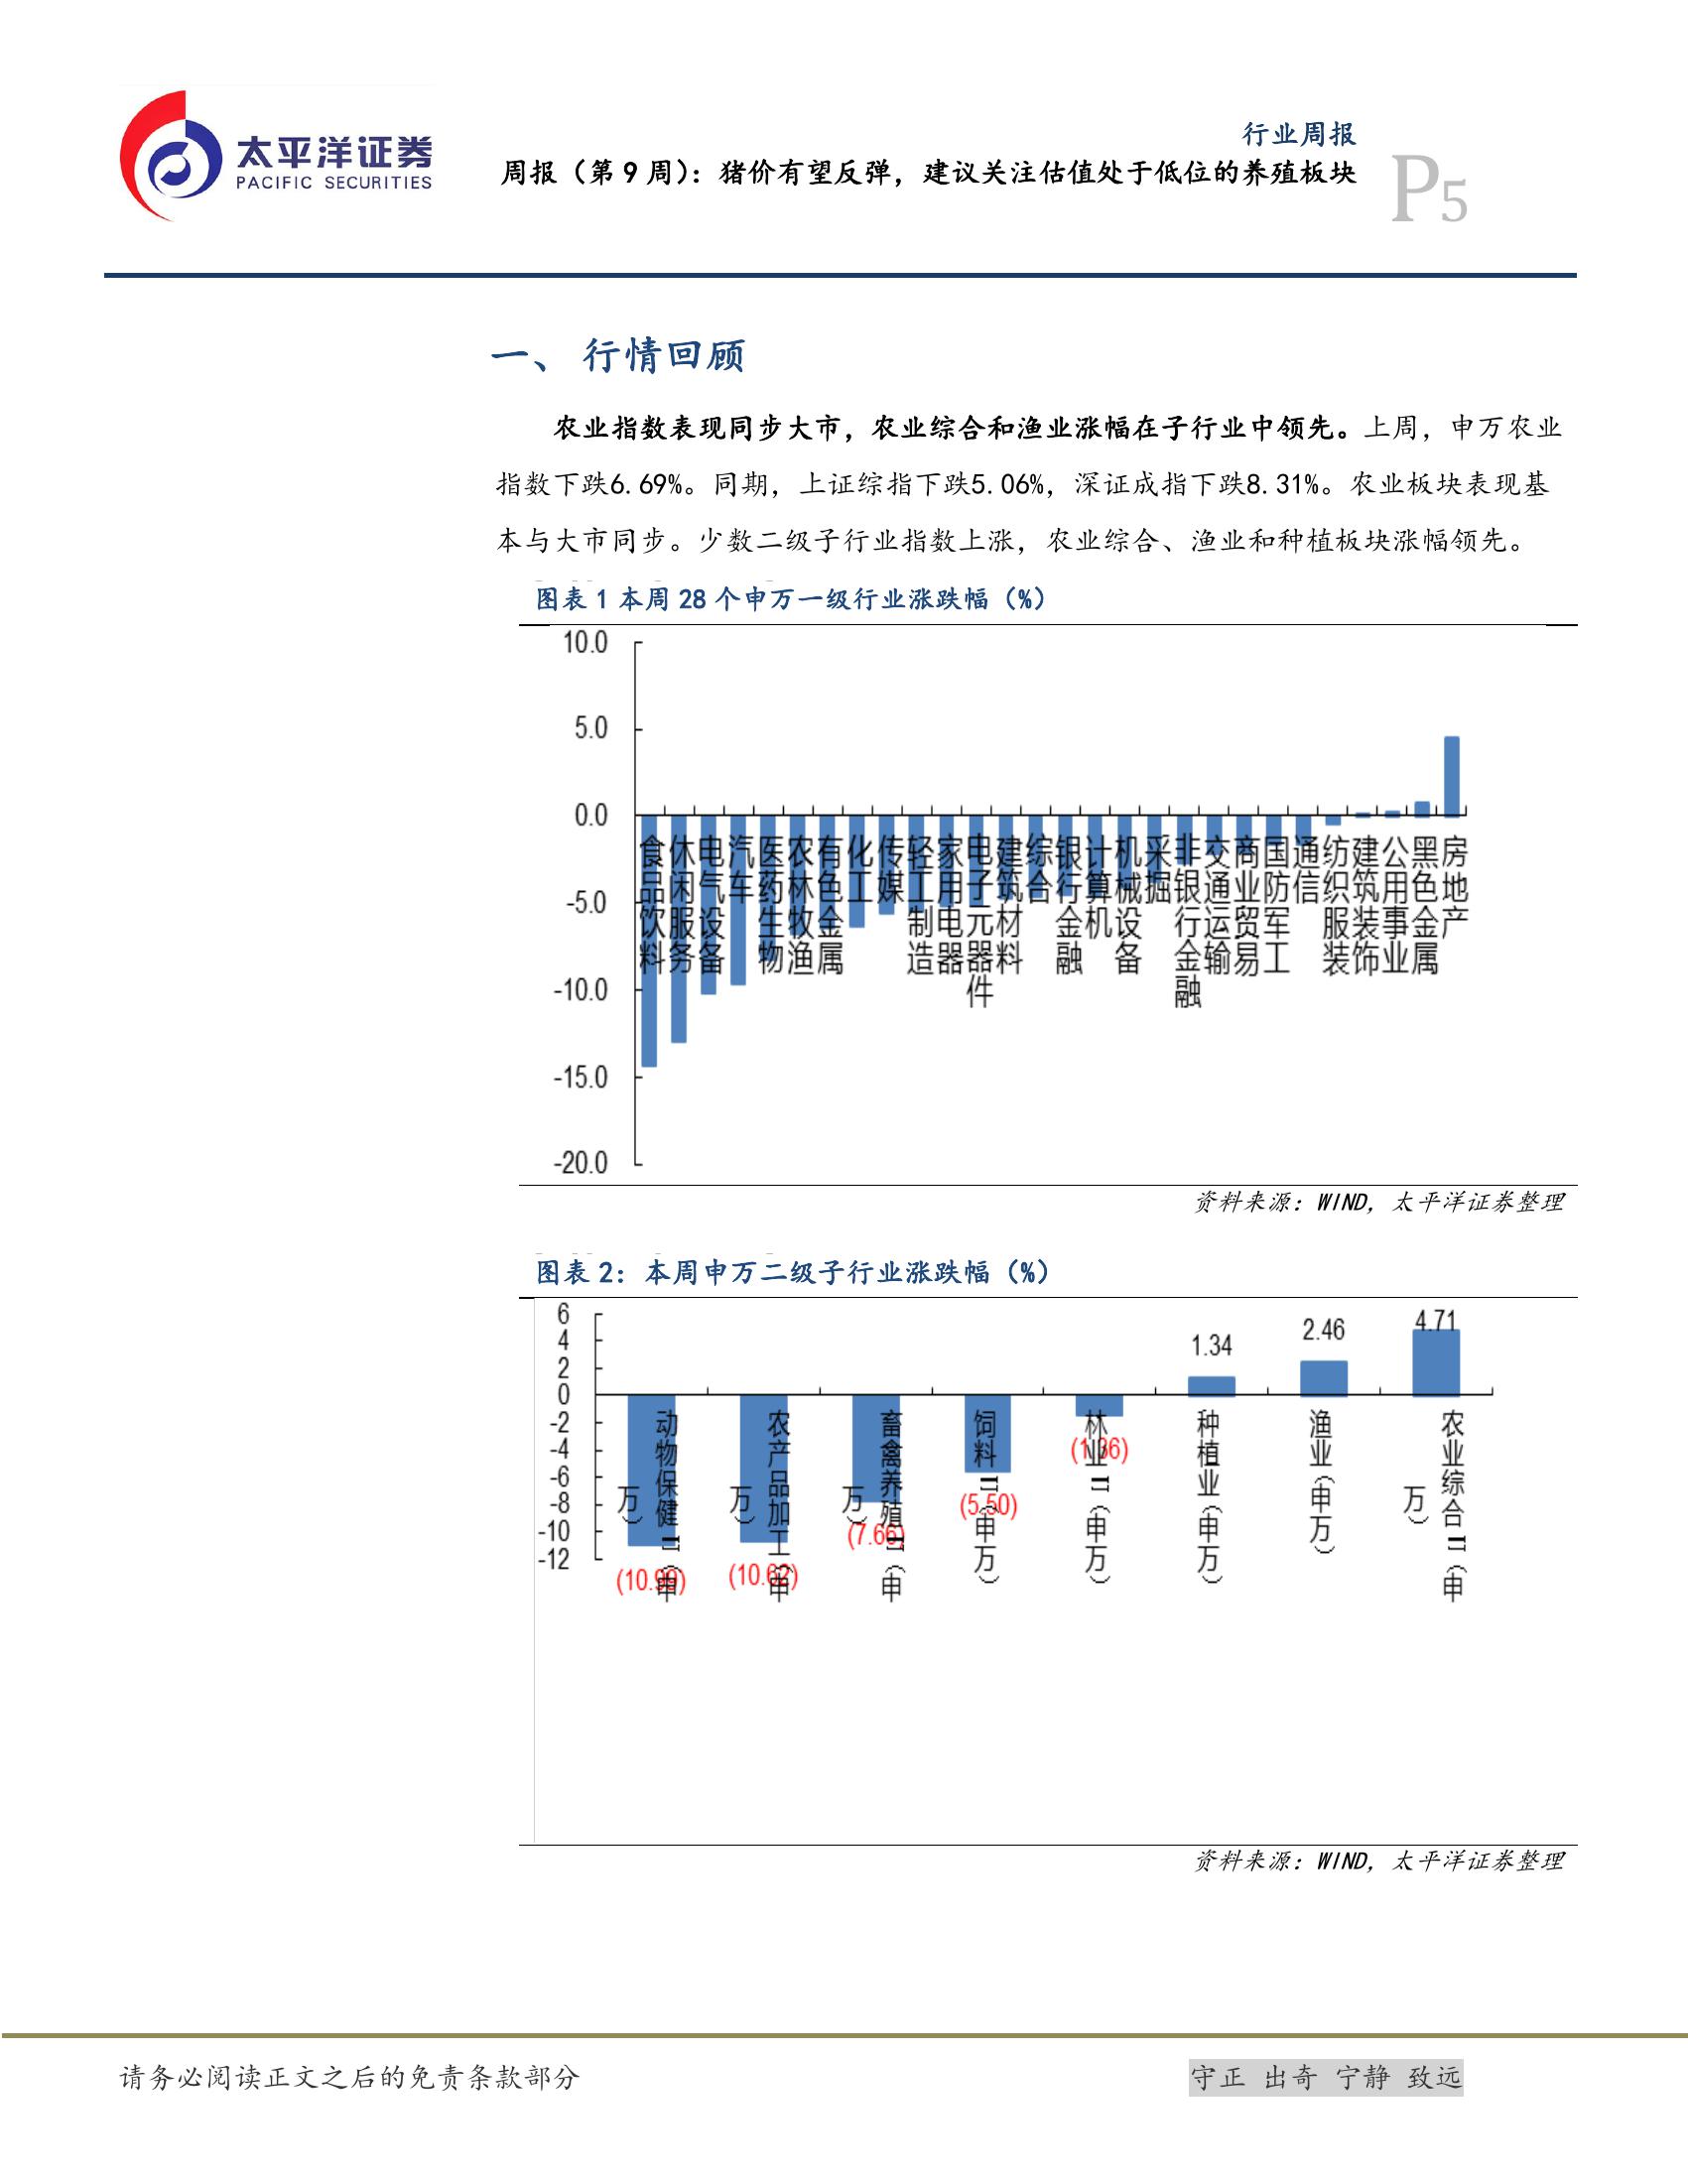 太平洋证券
PACIFIC SECURITIES
行业周报
周报（第 9 周）：猪价有望反弹，建议关注估值处于低位的养殖板块
P5
一、 行情回顾
农业指数表现同步大市，农业综合和渔业涨幅在子行业中领先。上周，申万农业
指数下跌6.69%。同期，上证综指下跌5.06%，深证成指下跌8.31%。农业板块表现基
本与大市同步。少数二级子行业指数上涨，农业综合、渔业和种植板块涨幅领先。
图表 1 本周 28 个申万一级行业涨跌幅（%）
10.0
5.0
0.0
-5.0
-10.0
-15.0
-20.0
食品饮料
休闲服务
电气设备
汽车
医药生物
农林牧渔
有色金属
化工
传媒
轻工制造
家用电器
电子元器件
建筑材料
综合
银行金融
计算机
机械设备
采掘
非银行金融
交通运输
商业贸易
国防军工
通信
纺织服装
建筑装饰
公用事业
黑色金属
房地产
资料来源：WIND，太平洋证券整理
图表 2：本周申万二级子行业涨跌幅（%）
6
4
2
0
-2
-4
-6
-8
-10
-12
1.34
2.46
4.71
(10.62)
(7.66)
(5.50)
动物保健II（申万）
农产品加工（申万）
畜禽养殖II（申万）
饲料II（申万）
林业II（申万）
种植业（申万）
渔业（申万）
农业综合II（申万）
资料来源：WIND，太平洋证券整理
请务必阅读正文之后的免责条款部分
守正 出奇 宁静 致远